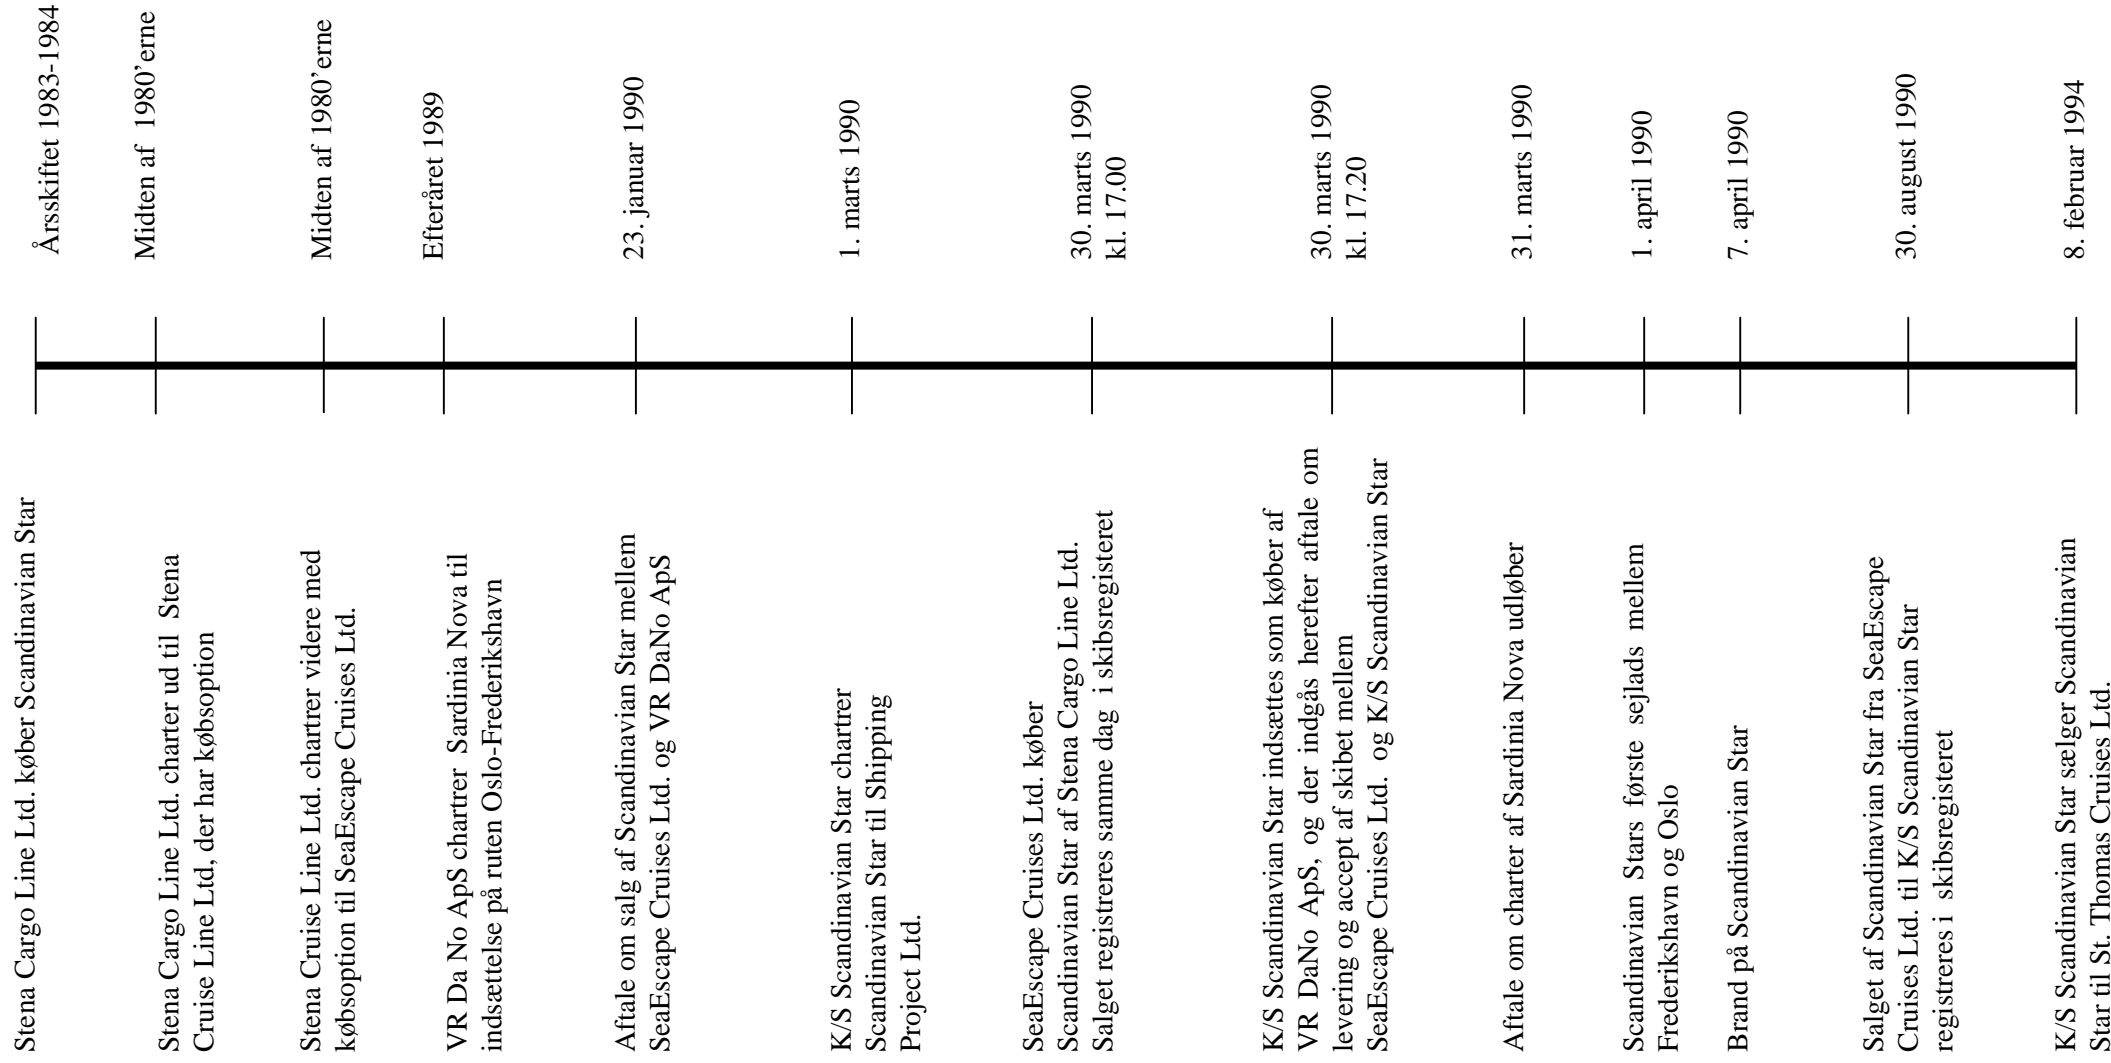 Årsskiftet 1983-1984
Stena Cargo Line Ltd. køber Scandinavian Star
Midten af 1980’erne
Stena Cargo Line Ltd. charter ud til Stena
Cruise Line Ltd, der har købsoption
Midten af 1980’erne
Stena Cruise Line Ltd. chartrer videre med
købsoption til SeaEscape Cruises Ltd.
Efteråret 1989
VR Da No ApS chartrer Sardinia Nova til
indsættelse på ruten Oslo-Frederikshavn
23. januar 1990
Aftale om salg af Scandinavian Star mellem
SeaEscape Cruises Ltd. og VR DaNo ApS
1. marts 1990
K/S Scandinavian Star chartrer
Scandinavian Star til Shipping
Project Ltd.
30. marts 1990
kl. 17.00
SeaEscape Cruises Ltd. køber
Scandinavian Star af Stena Cargo Line Ltd.
Salget registreres samme dag i skibsregisteret
30. marts 1990
kl. 17.20
K/S Scandinavian Star indsættes som køber af
VR DaNo ApS, og der indgås herefter aftale om
levering og accept af skibet mellem
SeaEscape Cruises Ltd. og K/S Scandinavian Star
31. marts 1990
Aftale om charter af Sardinia Nova udløber
1. april 1990
Scandinavian Stars første sejlads mellem
Frederikshavn og Oslo
7. april 1990
Brand på Scandinavian Star
30. august 1990
Salget af Scandinavian Star fra SeaEscape
Cruises Ltd. til K/S Scandinavian Star
registreres i skibsregisteret
8. februar 1994
K/S Scandinavian Star sælger Scandinavian
Star til St. Thomas Cruises Ltd.